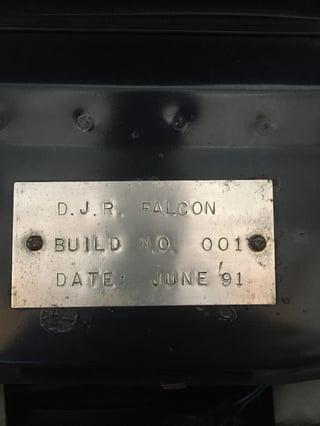 D.J.R. FALCON
BUILD NO. 001
DATE: JUNE '91